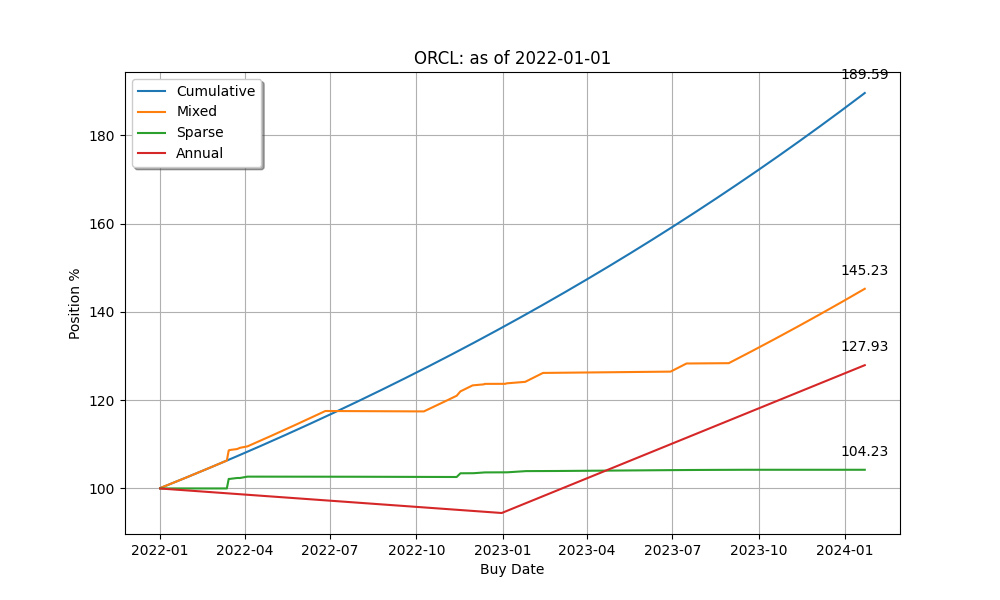 ORCL: as of 2022-01-01
189.59
Cumulative
Mixed
Sparse
Annual
180
160
145.23
140
127.93
120
104.23
100
Position %
2022-01 2022-04 2022-07 2022-10 2023-01 2023-04 2023-07 2023-10 2024-01
Buy Date